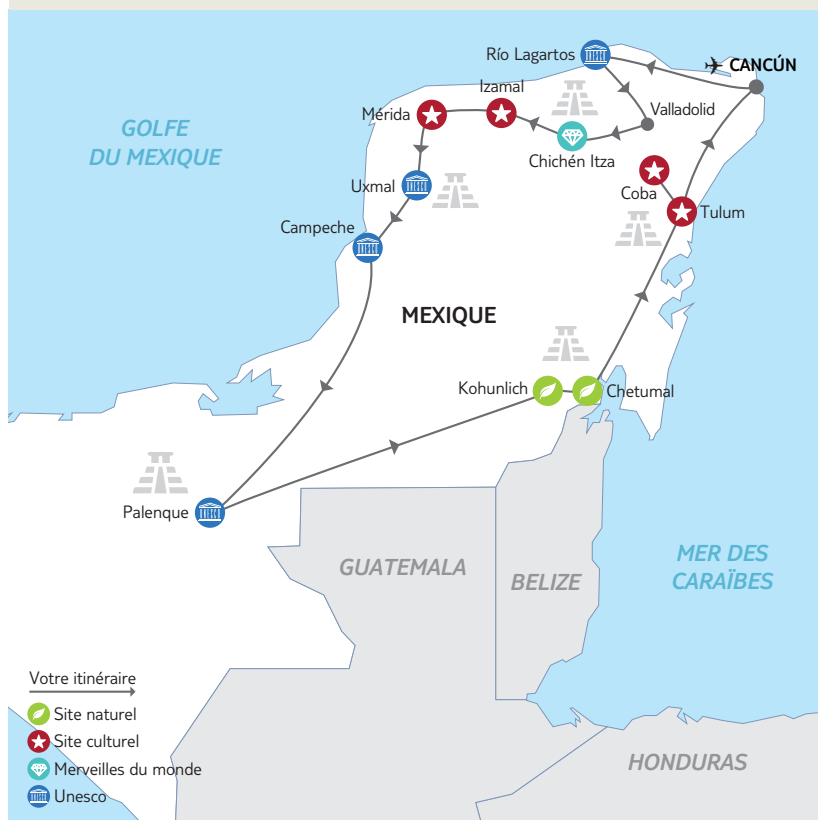 Río Lagartos
CANCÚN
Izamal
Mérida
Valladolid
GOLFE
DU MEXIQUE
Chichén Itza
Uxmal
Coba
Tulum
Campeche
MEXIQUE
Kohunlich
Chetumal
Palenque
GUATEMALA
BELIZE
MER DES
CARAÏBES
HONDURAS
Votre itinéraire
Site naturel
Site culturel
Merveilles du monde
Unesco